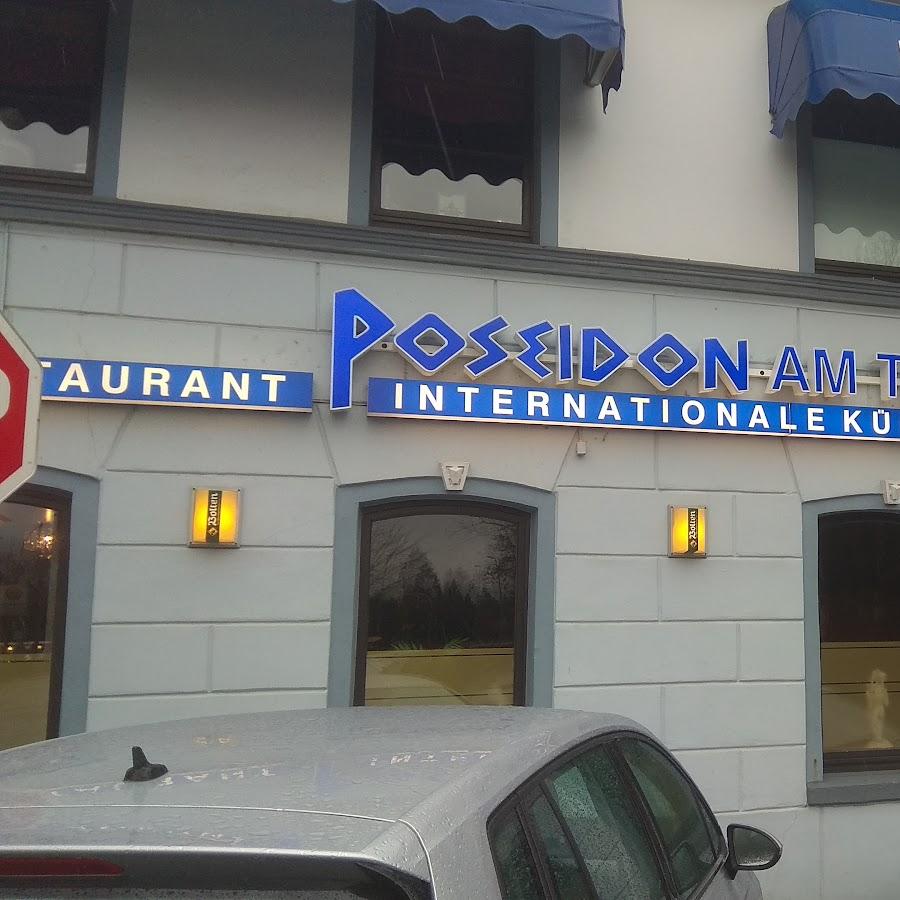 POSEIDON AM T
TAURANT
INTERNATIONALE KÜ
Bolten
Bolten